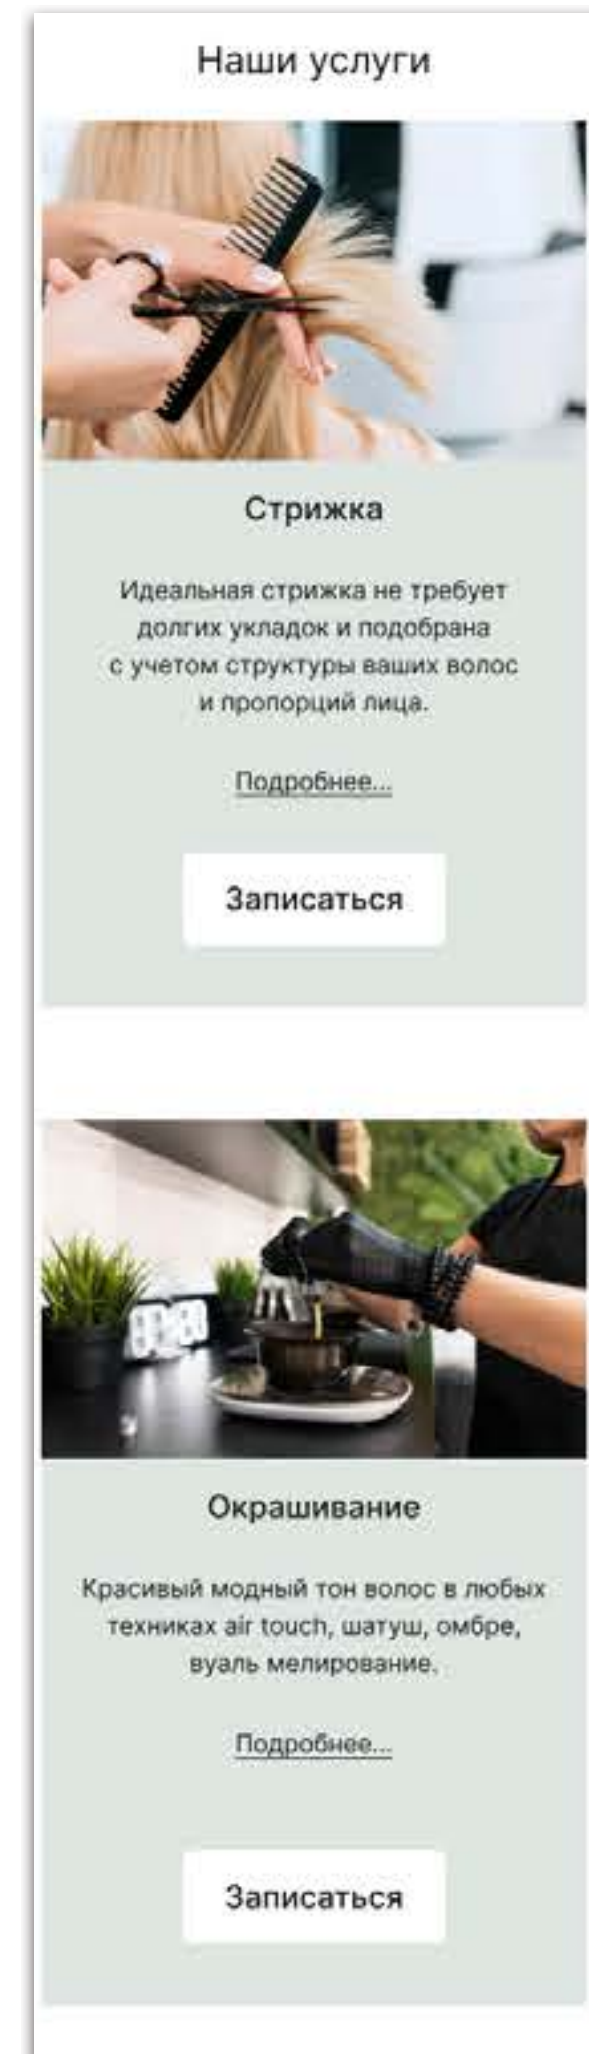 Наши услуги
Стрижка
Идеальная стрижка не требует
долгих укладок и подобрана
с учетом структуры ваших волос
и пропорций лица.
Подробнее...
Записаться
Окрашивание
Красивый модный тон волос в любых
техниках air touch, шатуш, омбре,
вуаль мелирование.
Подробнее...
Записаться